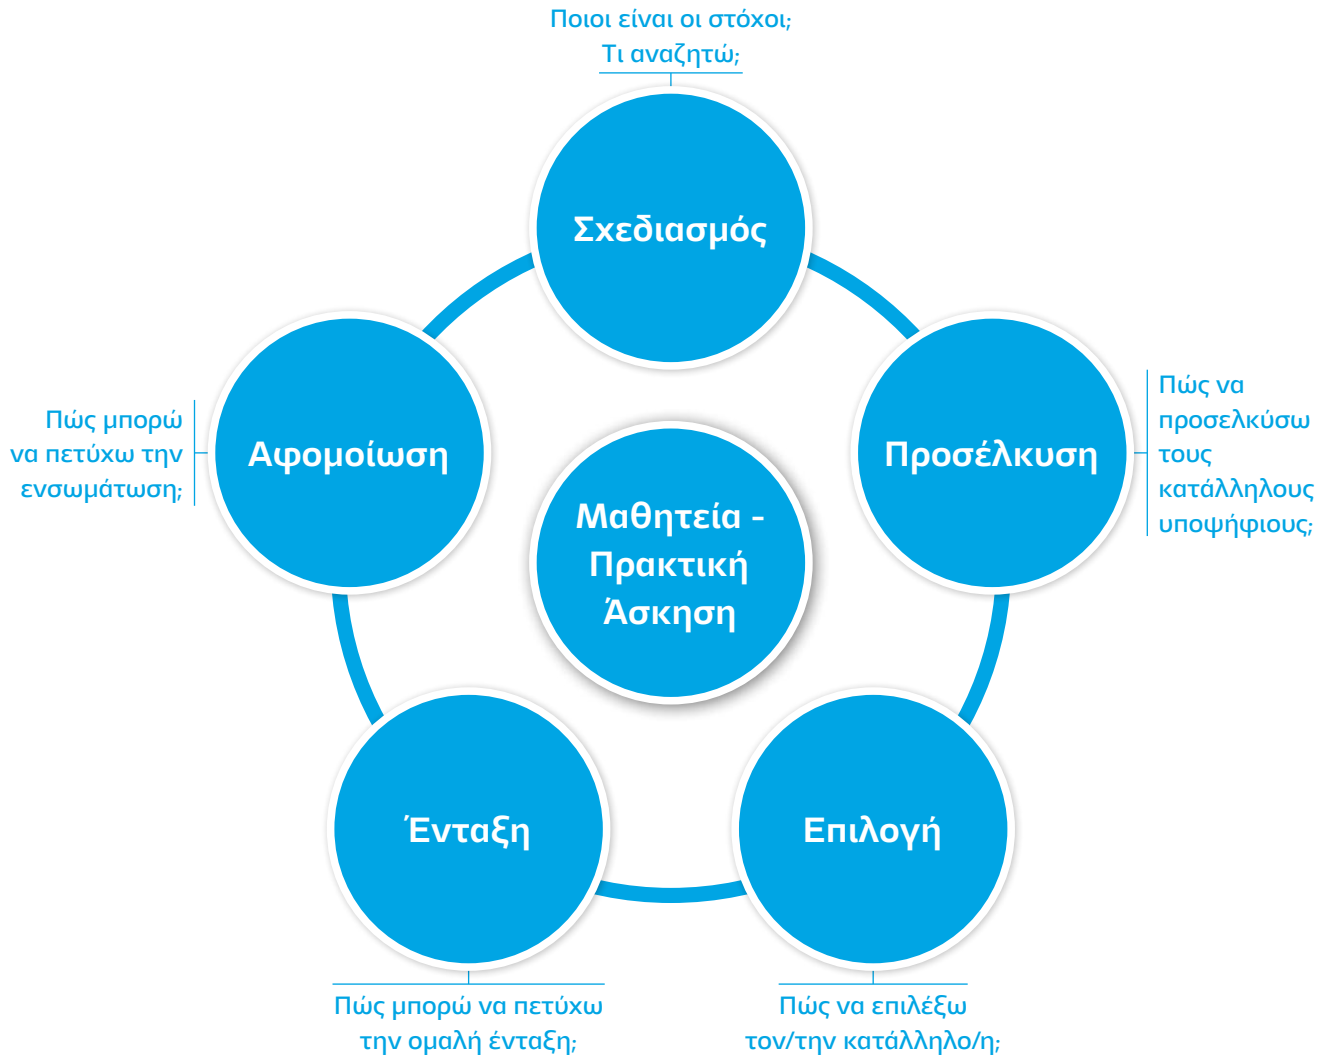 Ποιοι είναι οι στόχοι;
Τι αναζητώ;
Σχεδιασμός
Προσέλκυση
Πώς να
προσελκύσω
τους
κατάλληλους
υποψήφιους;
Επιλογή
Πώς να επιλέξω
τον/την κατάλληλο/η;
Ένταξη
Πώς μπορώ να πετύχω
την ομαλή ένταξη;
Αφομοίωση
Πώς μπορώ
να πετύχω την
ενσωμάτωση;
Μαθητεία -
Πρακτική
Άσκηση